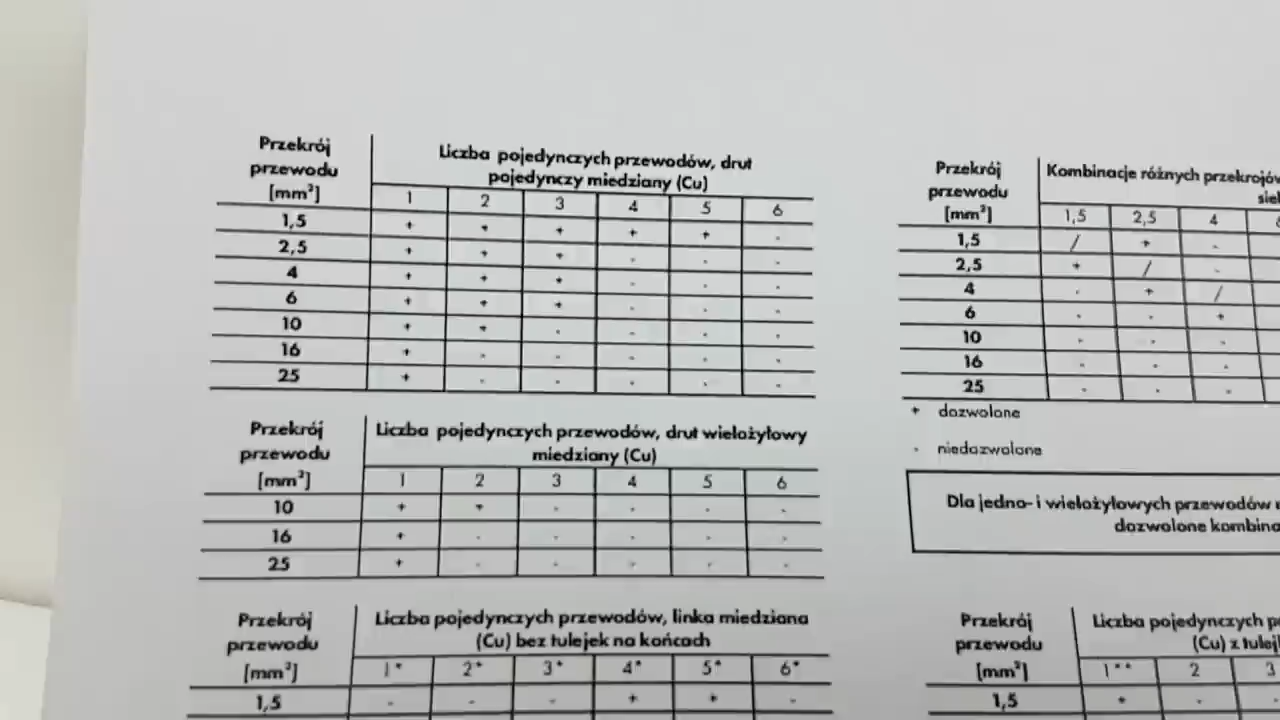 Przekrój
przewodu
[mm²]
Liczba pojedynczych przewodów, drut
pojedynczy miedziany (Cu)
1 2 3 4 5 6
1,5 + + + + + -
2,5 + + + - - -
4 + + + - - -
6 + + + - - -
10 + + - - - -
16 + - - - - -
25 + - - - - -
Przekrój
przewodu
[mm²]
Liczba pojedynczych przewodów, drut wielożyłowy
miedziany (Cu)
1 2 3 4 5 6
10 + + - - - -
16 + - - - - -
25 + - - - - -
Przekrój
przewodu
[mm²]
Liczba pojedynczych przewodów, linka miedziana
(Cu) bez tulejek na końcach
1* 2* 3* 4* 5* 6*
1,5 - - - + + -
Przekrój
przewodu
[mm²]
Kombinacje różnych przekrojów
1,5 2,5 4
1,5 / + -
2,5 + / -
4 - + /
6 - - +
10 - - -
16 - - -
25 - - -
+ dozwolone
- niedozwolone
Dla jedno- i wielożyłowych przewodów
dozwolone
Przekrój
przewodu
[mm²]
Liczba pojedynczych
(Cu) z
1** 2 3
1,5 + - -